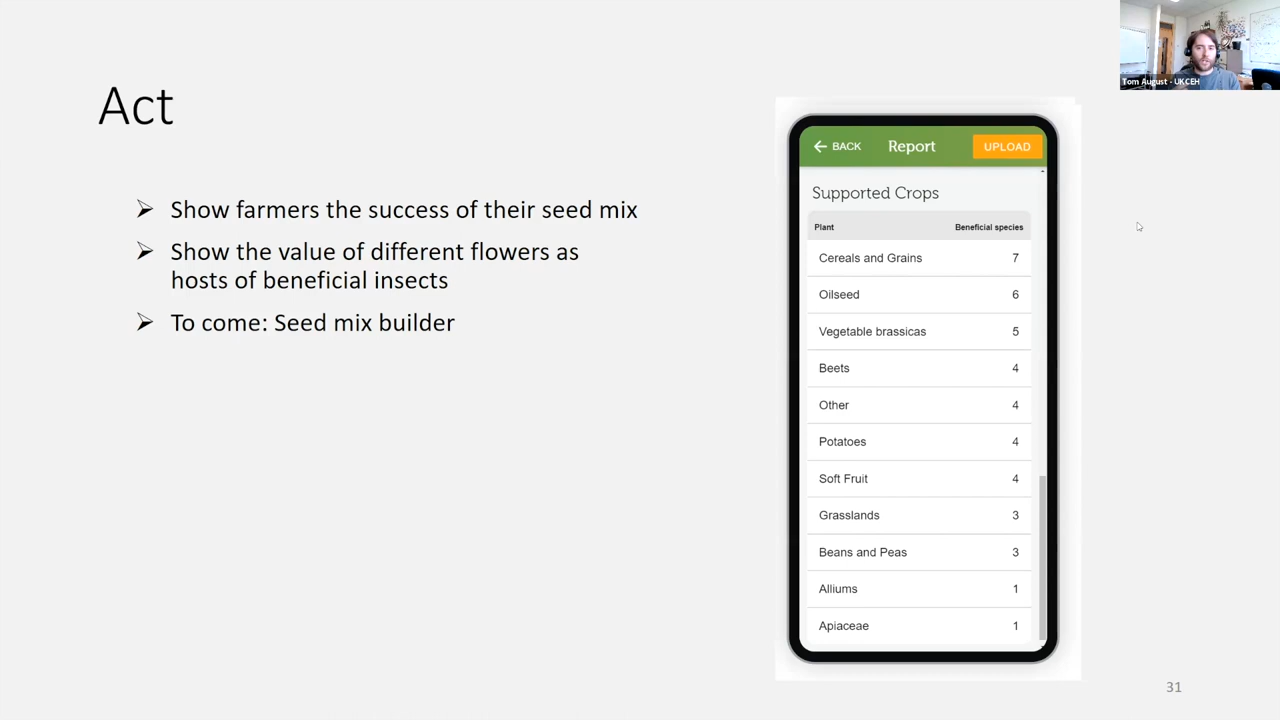 Act
Show farmers the success of their seed mix
Show the value of different flowers as
hosts of beneficial insects
To come: Seed mix builder
BACK Report UPLOAD
Supported Crops
Plant Beneficial species
Cereals and Grains 7
Oilseed 6
Vegetable brassicas 5
Beets 4
Other 4
Potatoes 4
Soft Fruit 4
Grasslands 3
Beans and Peas 3
Alliums 1
Apiaceae 1
Tom August - UKCEH
31